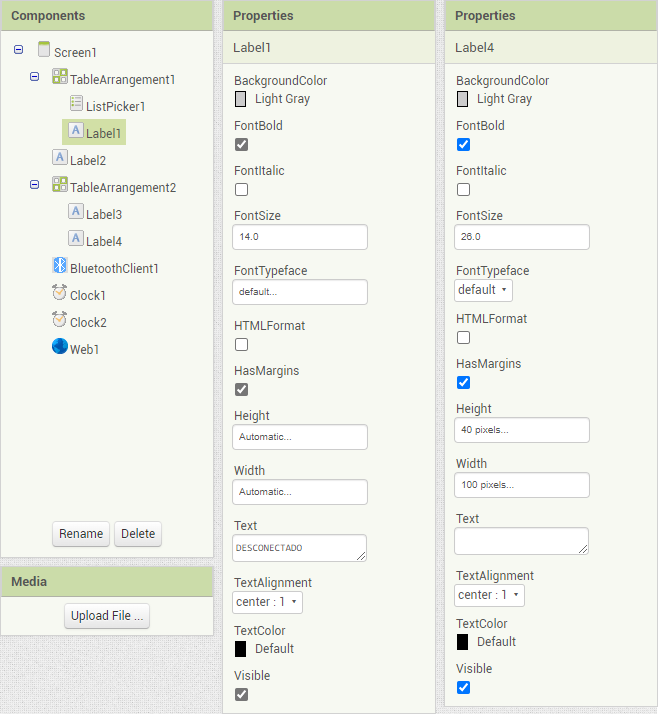 Components
Screen1
TableArrangement1
ListPicker1
A Label1
A Label2
TableArrangement2
A Label3
A Label4
BluetoothClient1
Clock1
Clock2
Web1
Rename Delete
Media
Upload File ...
Properties
Label1
BackgroundColor
Light Gray
FontBold
FontItalic
FontSize
14.0
FontTypeface
default...
HTMLFormat
HasMargins
Height
Automatic...
Width
Automatic...
Text
DESCONECTADO
TextAlignment
center : 1
TextColor
Default
Visible
Properties
Label4
BackgroundColor
Light Gray
FontBold
FontItalic
FontSize
26.0
FontTypeface
default
HTMLFormat
HasMargins
Height
40 pixels...
Width
100 pixels...
Text
TextAlignment
center : 1
TextColor
Default
Visible